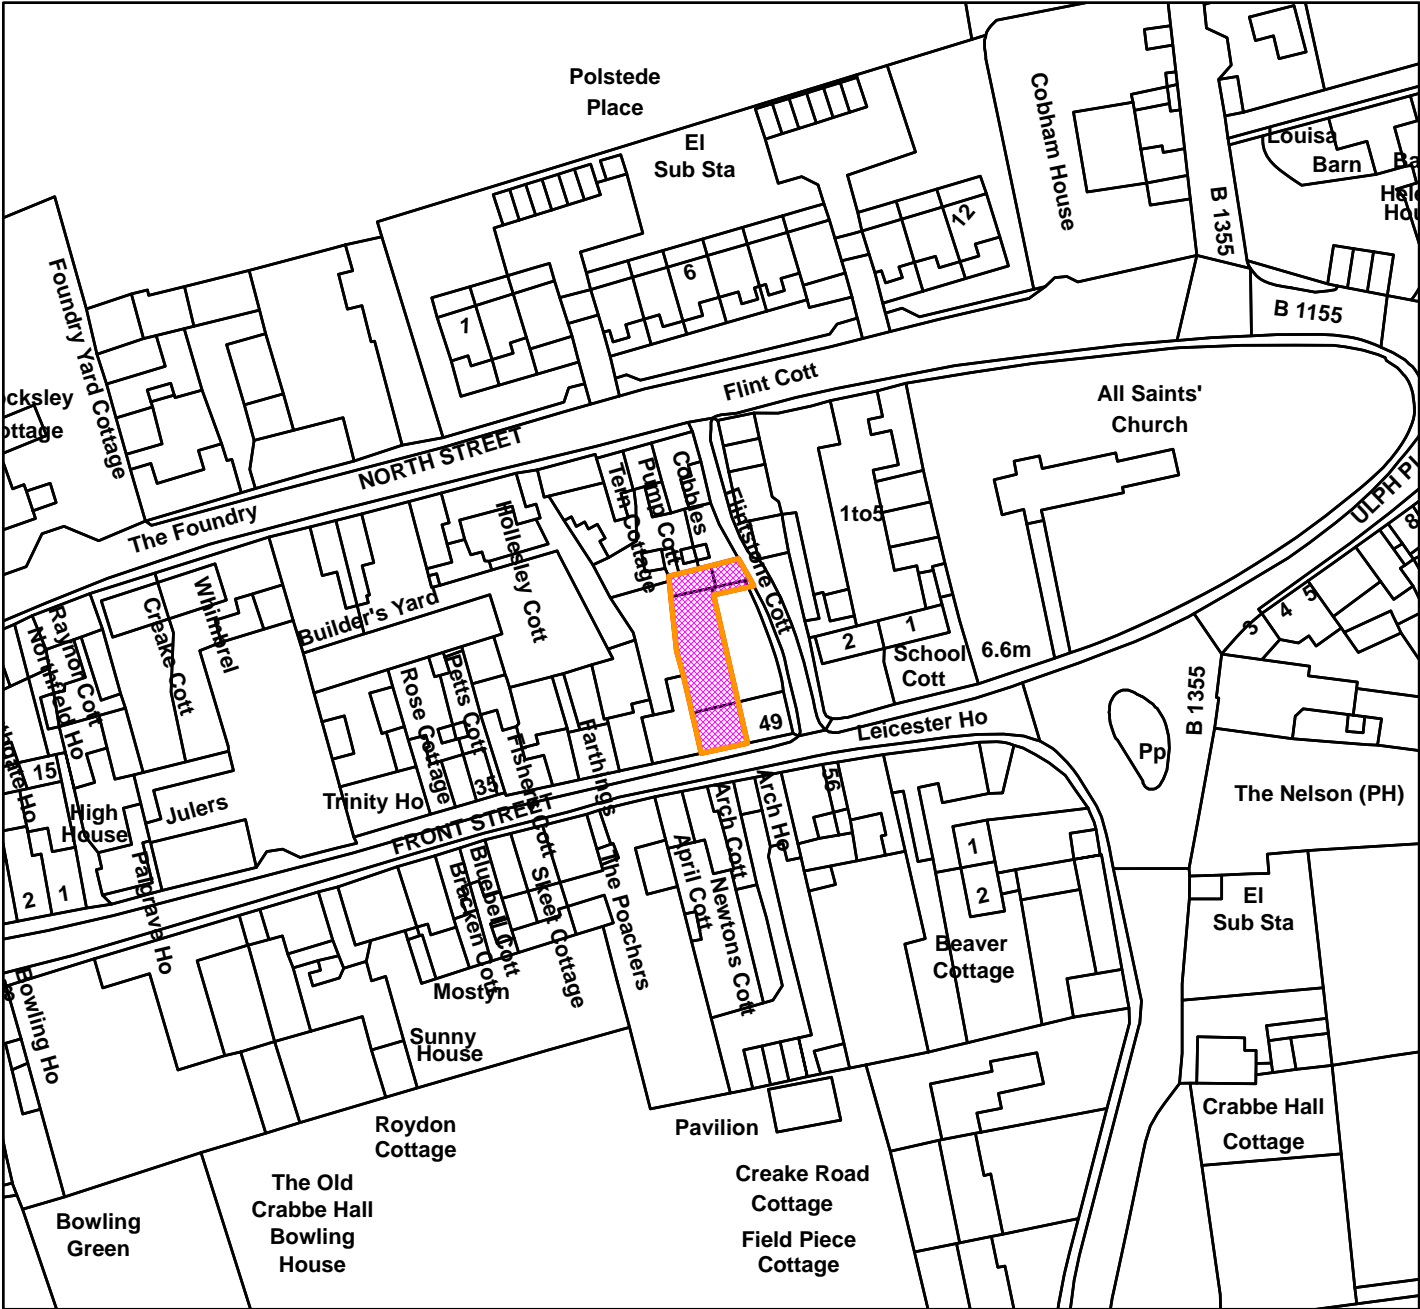 Polstede
Place
El
Sub Sta
Cobham House
Louisa
Barn
B 1355
12
6
1
B 1155
Foundry Yard Cottage
Flint Cott
All Saints'
Church
NORTH STREET
The Foundry
Tern Cottage
Pump Cott
Cobbles
Flintstone Cott
1to5
Hollesley Cott
Builder's Yard
Whimbrel
Creake Cott
Raynor Cott
Northfield Ho
2
1
School
Cott
6.6m
3
4
5
B 1355
Rose Cottage
Petts Cott
Farthings
49
Leicester Ho
Pp
15
High
House
Julers
Trinity Ho
35
FRONT STREET
Arch Cott
Arch Ho
56
The Nelson (PH)
2
1
Palgrave Ho
Bracken Cott
Bluebell Cott
Skeet Cottage
The Poachers
April Cott
Newtons Cott
1
2
Beaver
Cottage
El
Sub Sta
Bowling Ho
Mostyn
Sunny
House
Roydon
Cottage
Pavilion
Crabbe Hall
Cottage
The Old
Crabbe Hall
Bowling
House
Creake Road
Cottage
Field Piece
Cottage
Bowling
Green